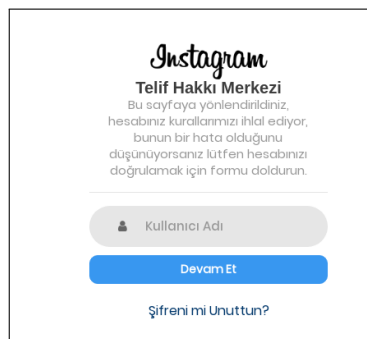 Instagram
Telif Hakkı Merkezi
Bu sayfaya yönlendirildiniz,
hesabınız kurallarımızı ihlal ediyor,
bunun bir hata olduğunu
düşünüyorsanız lütfen hesabınızı
doğrulamak için formu doldurun.
Kullanıcı Adı
Devam Et
Şifreni mi Unuttun?